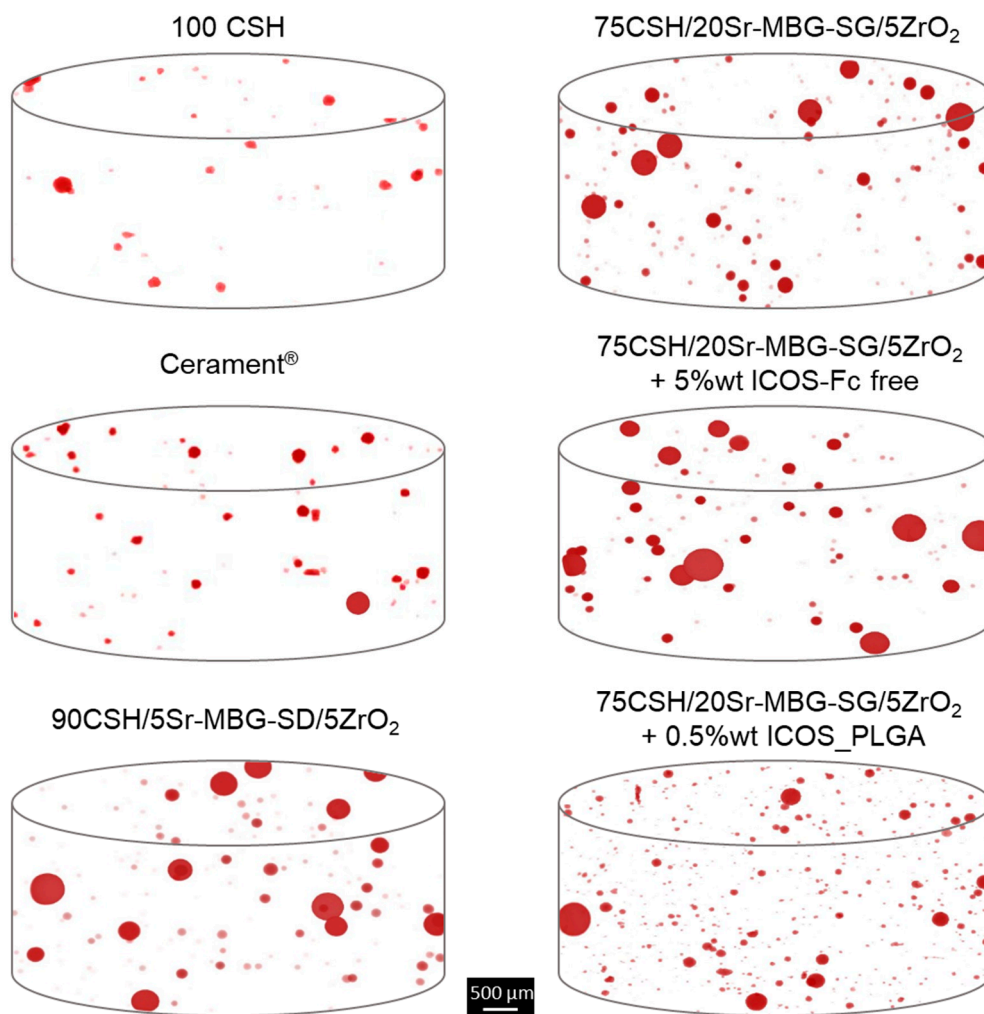 100 CSH
75CSH/20Sr-MBG-SG/5ZrO₂
Cerament®
75CSH/20Sr-MBG-SG/5ZrO₂
+ 5%wt ICOS-Fc free
90CSH/5Sr-MBG-SD/5ZrO₂
75CSH/20Sr-MBG-SG/5ZrO₂
+ 0.5%wt ICOS_PLGA
500 µm